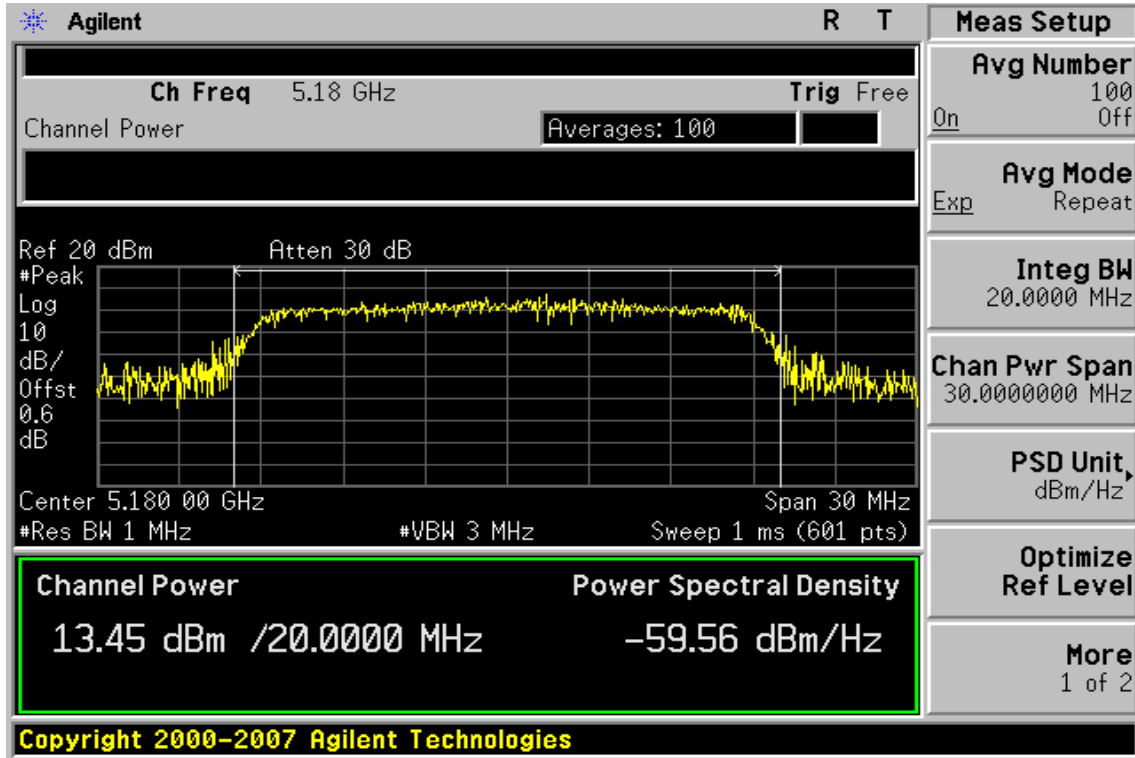 Agilent R T
Ch Freq 5.18 GHz Trig Free
Channel Power Averages: 100
Ref 20 dBm Atten 30 dB
#Peak
Log
10
dB/
Offst
0.6
dB
Center 5.180 00 GHz Span 30 MHz
#Res BW 1 MHz #VBW 3 MHz Sweep 1 ms (601 pts)
Channel Power Power Spectral Density
13.45 dBm /20.0000 MHz -59.56 dBm/Hz
Copyright 2000-2007 Agilent Technologies
Meas Setup
Avg Number
100
On Off
Avg Mode
Exp Repeat
Integ BW
20.0000 MHz
Chan Pwr Span
30.0000000 MHz
PSD Unit
dBm/Hz
Optimize
Ref Level
More
1 of 2